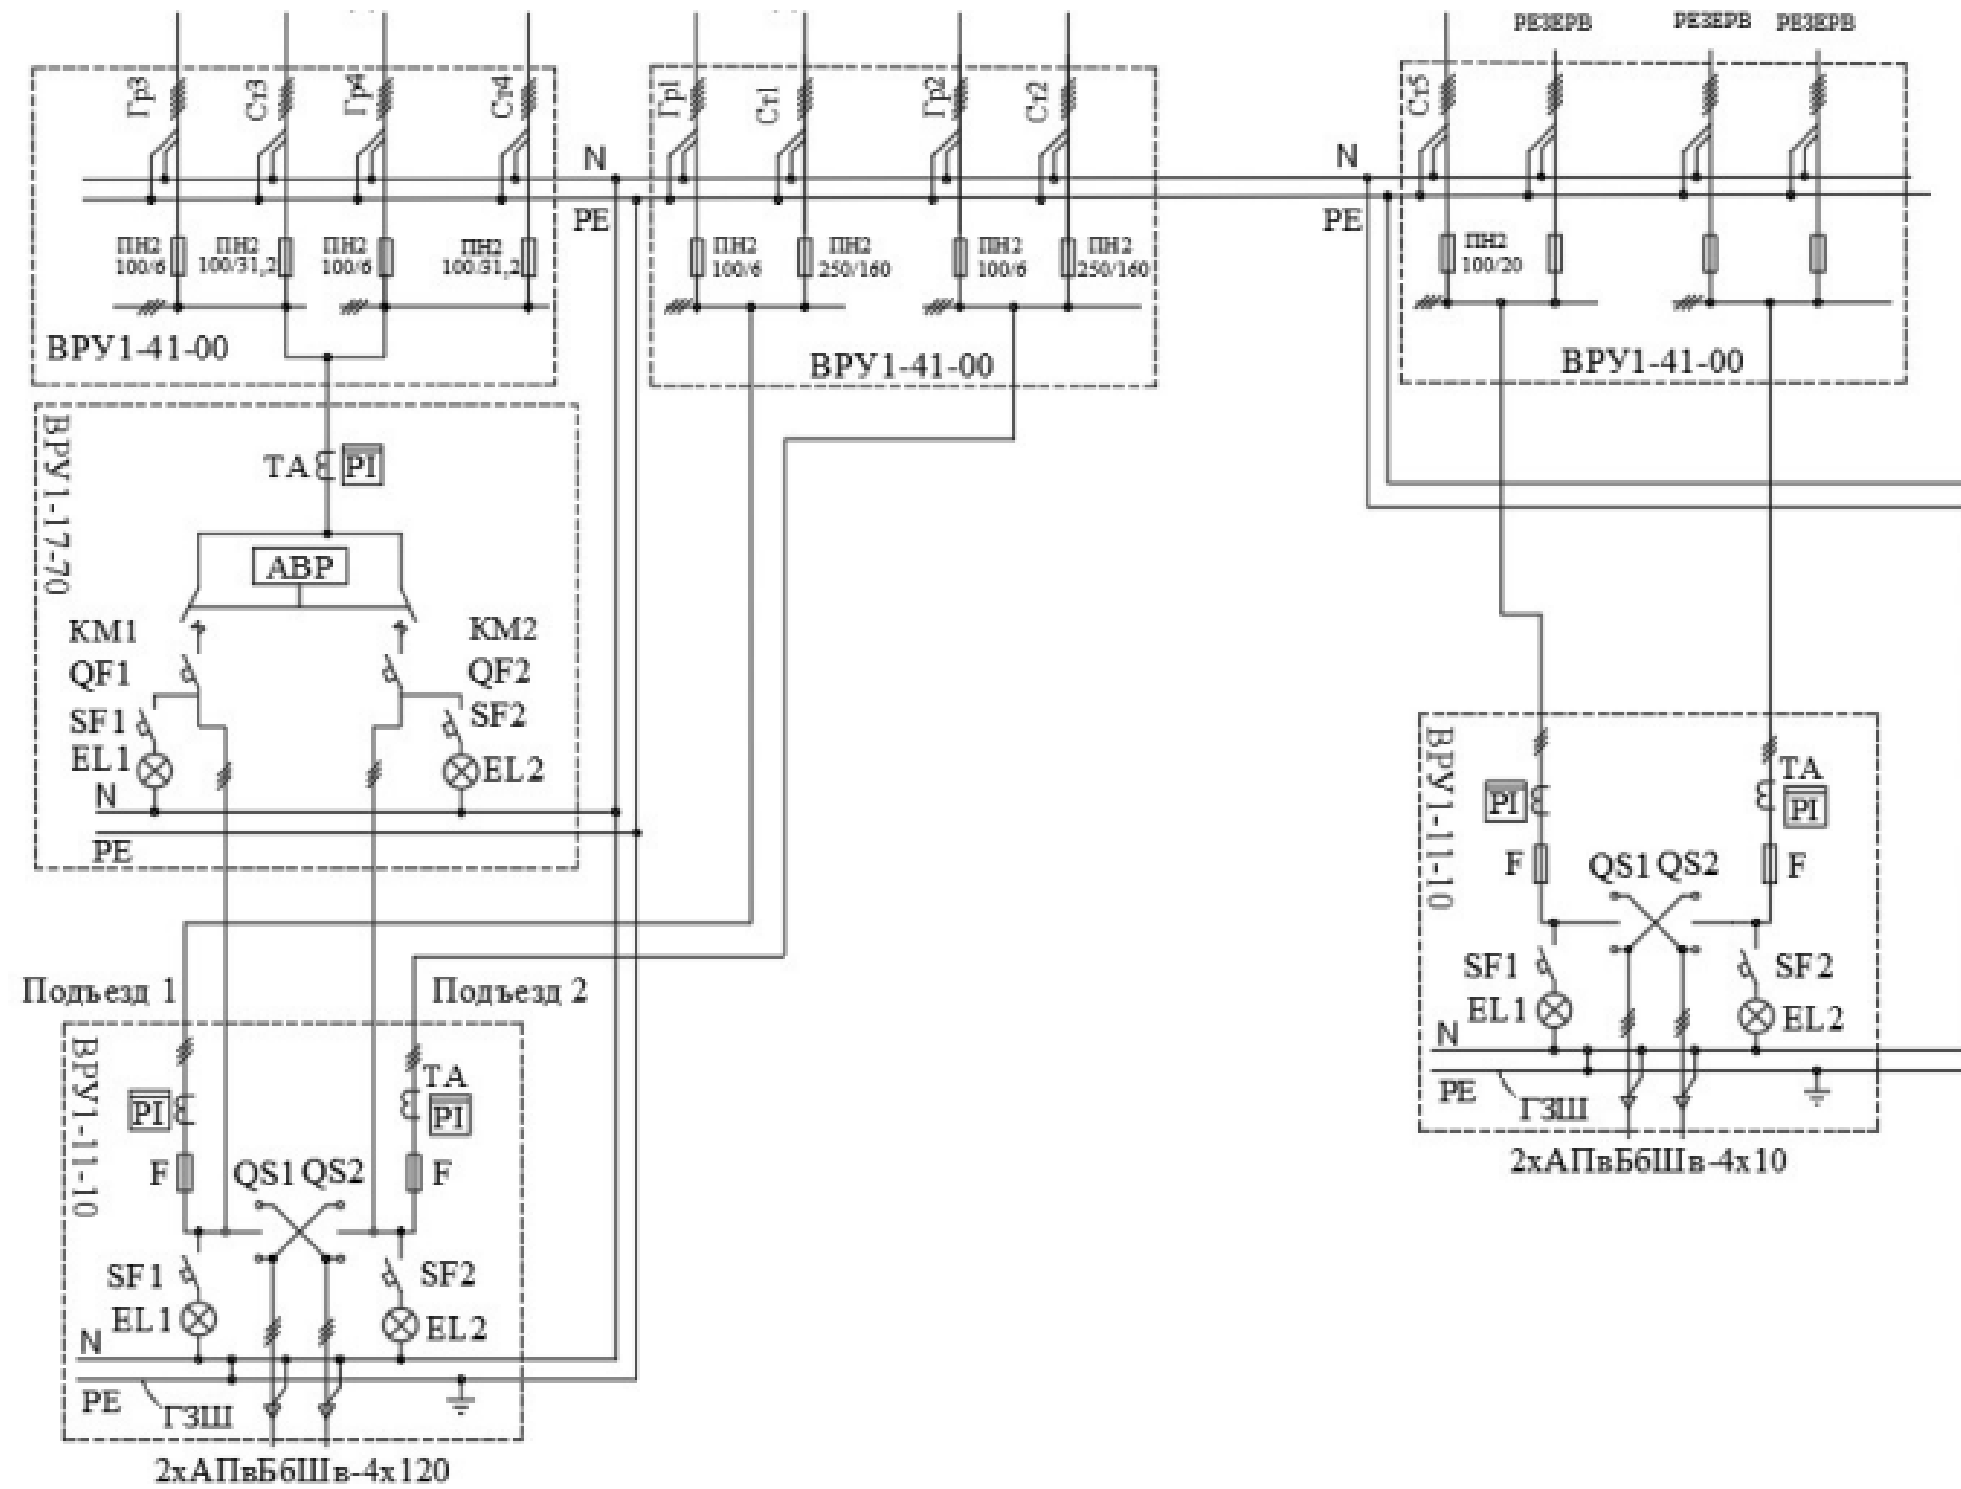 РЕЗЕРВ РЕЗЕРВ РЕЗЕРВ
Гр3 Ст3 Гр4 Ст4 Гр1 Ст1 Гр2 Ст2 Ст5
N N
PE PE
ПН2 ПН2 ПН2 ПН2 ПН2 ПН2 ПН2 ПН2 ПН2
100/6 100/31,2 100/6 100/31,2 100/6 250/160 100/6 250/160 100/20
ВРУ1-41-00 ВРУ1-41-00 ВРУ1-41-00
ВРУ1-17-70
TA PI
АВР
KM1 KM2
QF1 QF2
SF1 SF2
EL1 EL2
N
PE
ВРУ1-11-10
TA
PI PI
F QS1 QS2 F
SF1 SF2
EL1 EL2
N
PE ГЗШ
2хАПвБбШв-4х10
Подъезд 1 Подъезд 2
ВРУ1-11-10
TA
PI PI
F QS1 QS2 F
SF1 SF2
EL1 EL2
N
PE ГЗШ
2хАПвБбШв-4х120